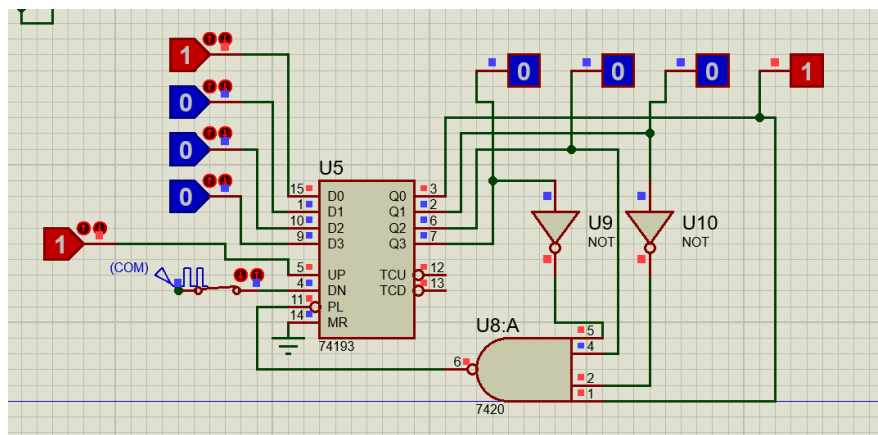 1
0
0
0
1
(COM)
0
0
0
1
U5
15
1
10
9
5
4
11
14
D0
D1
D2
D3
UP
DN
PL
MR
Q0
Q1
Q2
Q3
TCU
TCD
3
2
6
7
12
13
74193
U9
NOT
U10
NOT
U8:A
6
5
4
2
1
7420